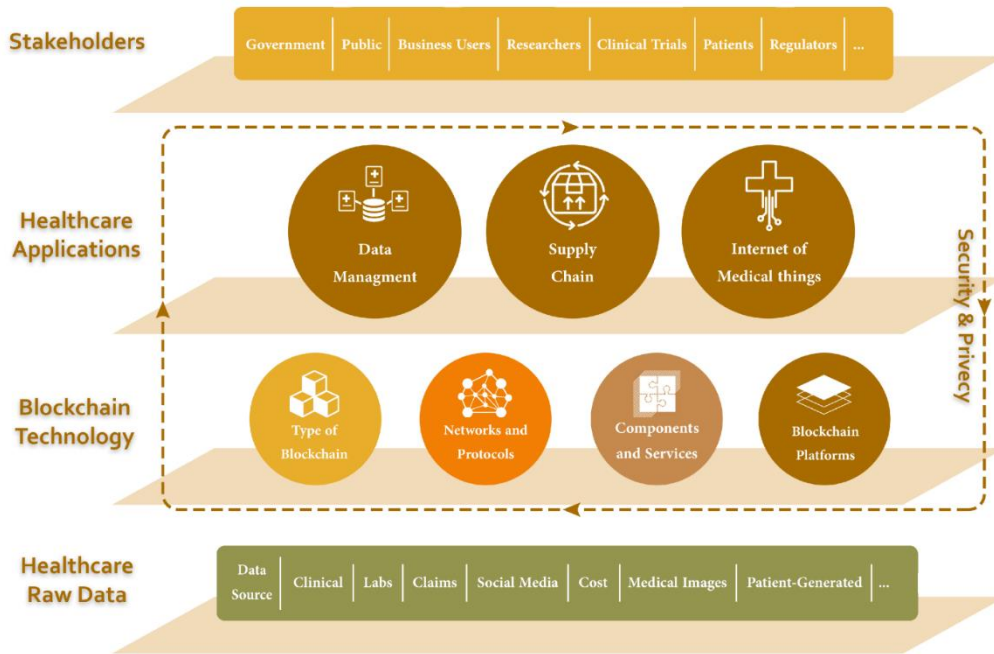 Stakeholders
Government
Public
Business Users
Researchers
Clinical Trials
Patients
Regulators
...
Healthcare
Applications
Data
Managment
Supply
Chain
Internet of
Medical things
Security & Privecy
Blockchain
Technology
Type of
Blockchain
Networks and
Protocols
Components
and Services
Blockchain
Platforms
Healthcare
Raw Data
Data
Source
Clinical
Labs
Claims
Social Media
Cost
Medical Images
Patient-Generated
...